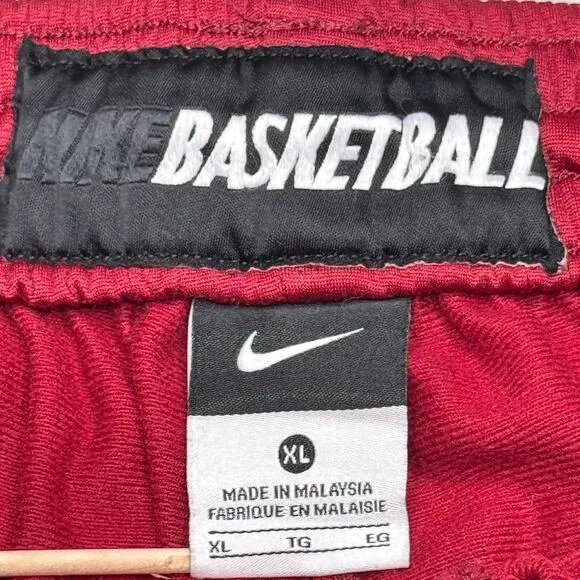 NIKE BASKETBALL
XL
MADE IN MALAYSIA
FABRIQUE EN MALAISIE
XL TG EG